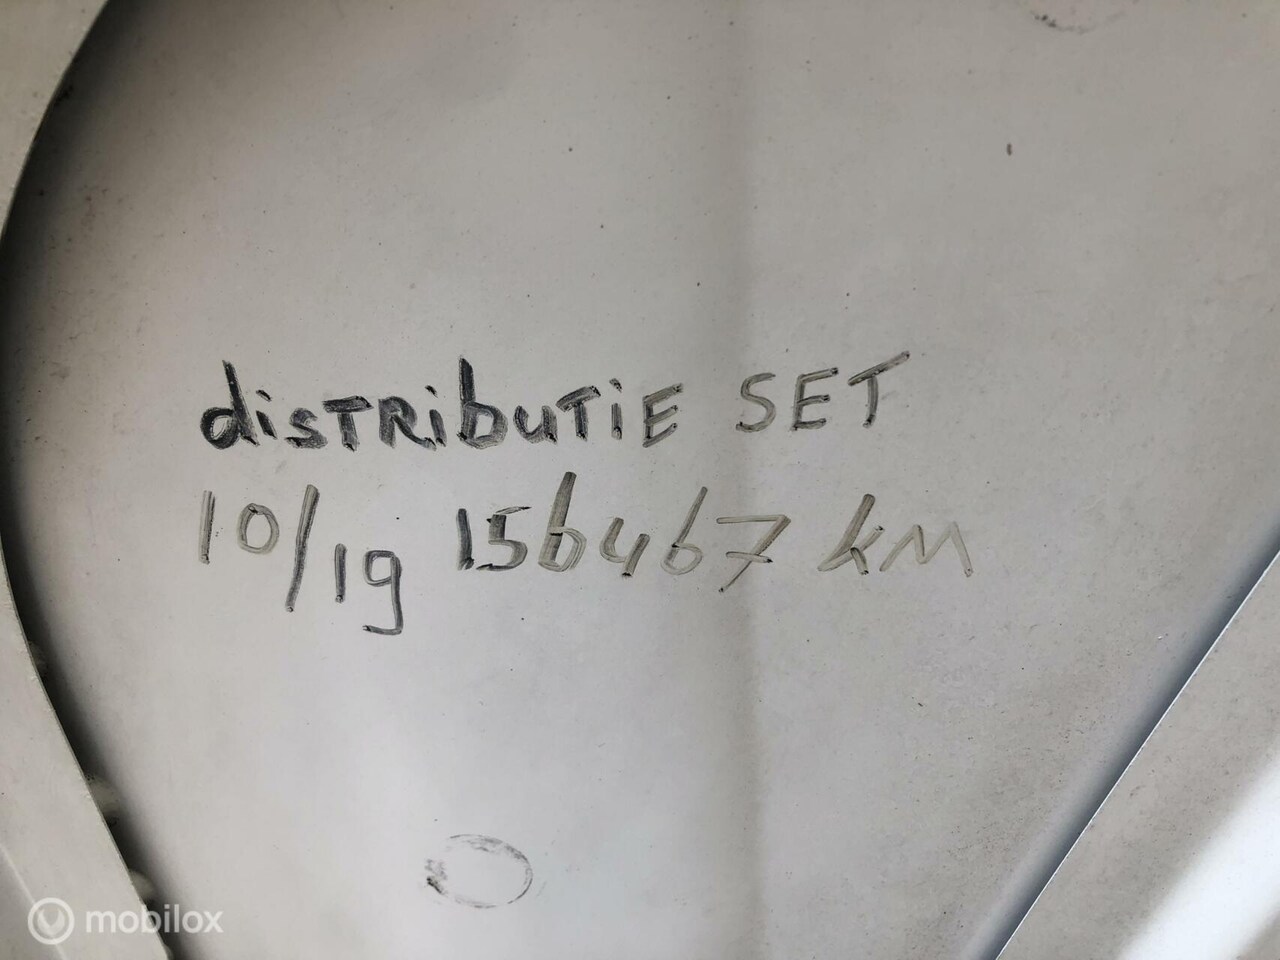 distributie SET
10/19 156467 km
mobilox